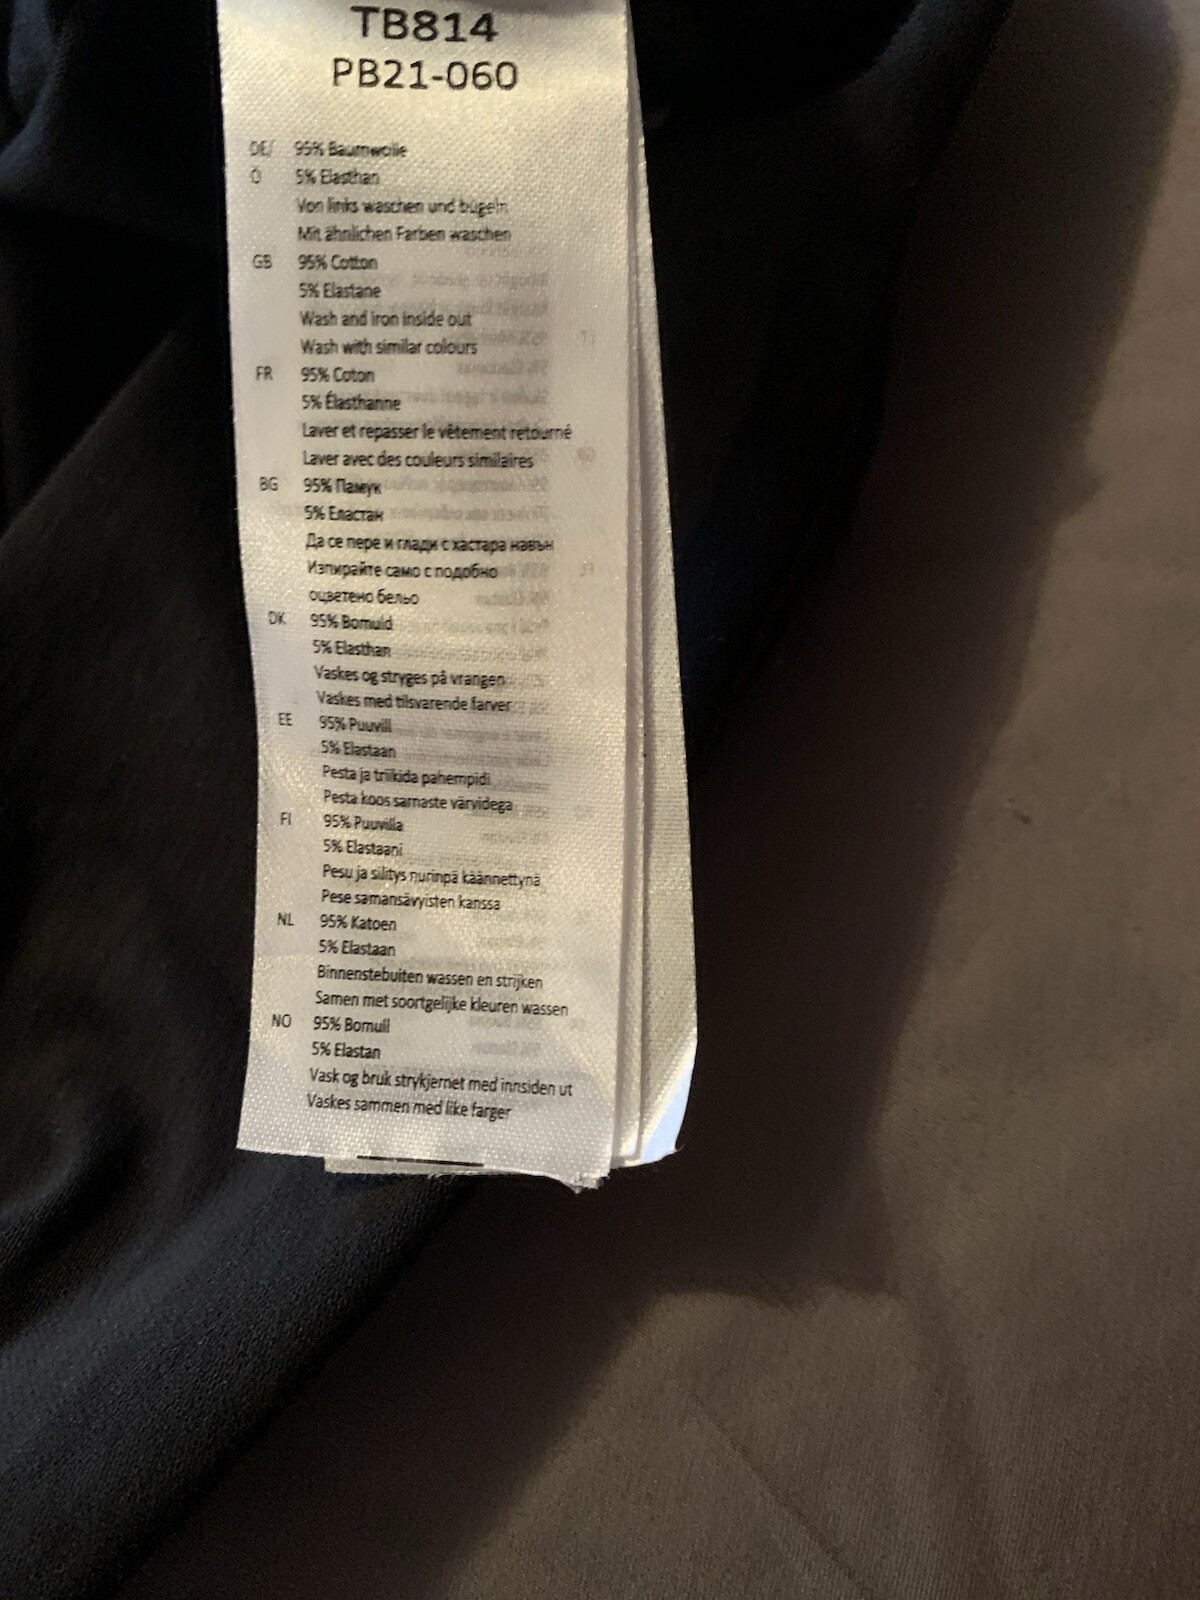 TB814
PB21-060
DE/ 95% Baumwolle
Ö 5% Elasthan
Von links waschen und bügeln
Mit ähnlichen Farben waschen
GB 95% Cotton
5% Elastane
Wash and iron inside out
Wash with similar colours
FR 95% Coton
5% Élasthanne
Laver et repasser le vêtement retourné
Laver avec des couleurs similaires
BG 95% Памук
5% Еластан
Да се пере и глади с хастара навън
Изпирайте само с подобно
оцветено бельо
DK 95% Bomuld
5% Elasthan
Vaskes og stryges på vrangen
Vaskes med tilsvarende farver
EE 95% Puuvill
5% Elastaan
Pesta ja triikida pahempidi
Pesta koos sarnaste värvidega
FI 95% Puuvilla
5% Elastaani
Pesu ja silitys nurinpä käännettynä
Pese samansävyisten kanssa
NL 95% Katoen
5% Elastaan
Binnenstebuiten wassen en strijken
Samen met soortgelijke kleuren wassen
NO 95% Bomull
5% Elastan
Vask og bruk strykjernet med innsiden ut
Vaskes sammen med like farger